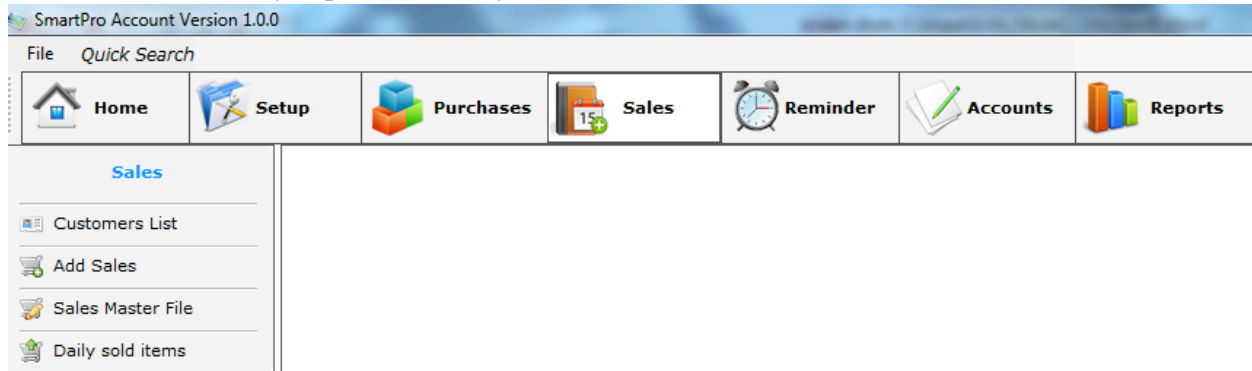 SmartPro Account Version 1.0.0
File Quick Search
Home Setup Purchases 15 Sales Reminder Accounts Reports
Sales
Customers List
Add Sales
Sales Master File
Daily sold items